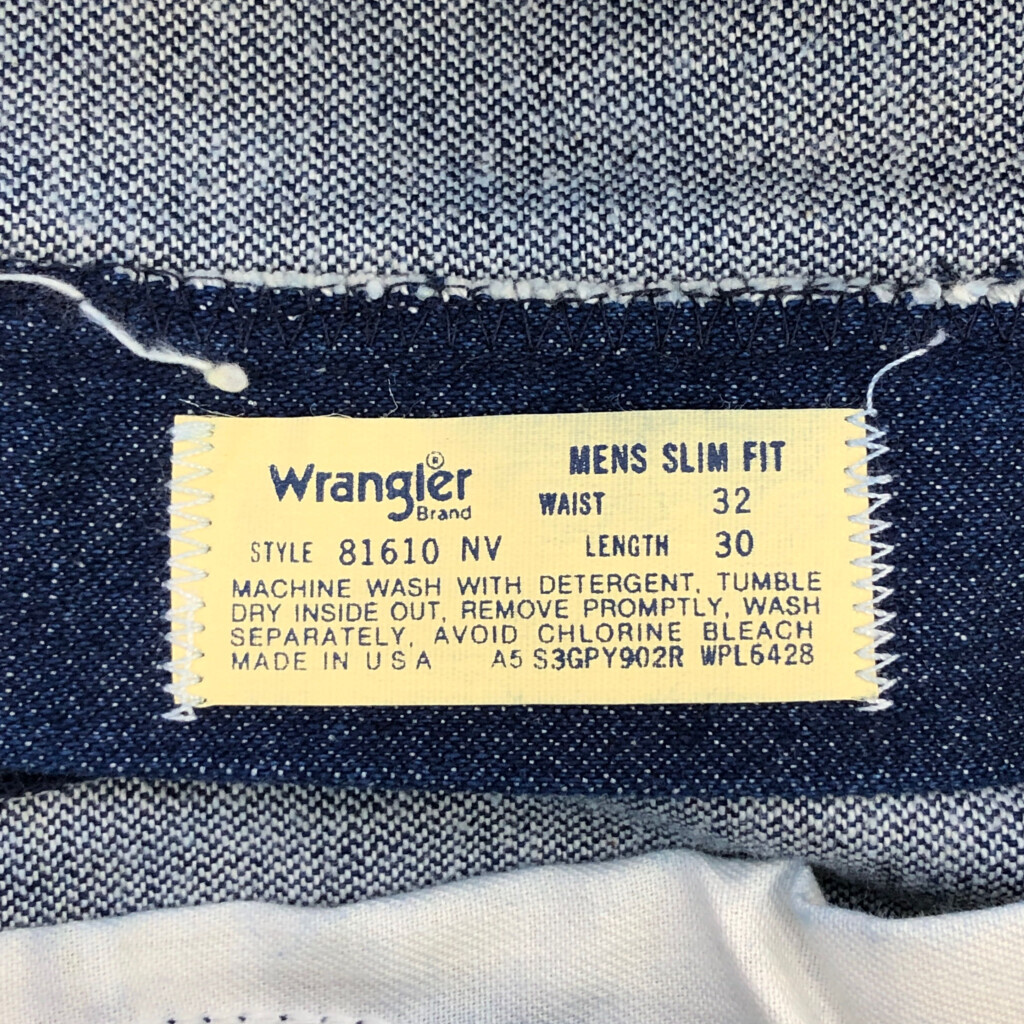 Wrangler® MENS SLIM FIT
Brand WAIST 32
STYLE 81610 NV LENGTH 30
MACHINE WASH WITH DETERGENT, TUMBLE
DRY INSIDE OUT, REMOVE PROMPTLY, WASH
SEPARATELY, AVOID CHLORINE BLEACH
MADE IN U S A A5 S3GPY902R WPL6428